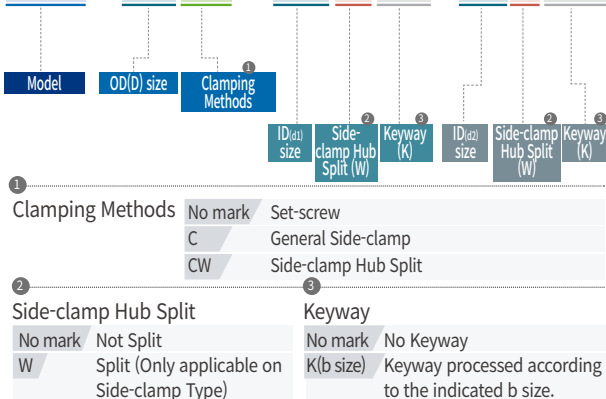 Model
OD(D) size
Clamping
Methods
1
ID(d1)
size
Side-
clamp Hub
Split (W)
2
Keyway
(K)
3
ID(d2)
size
Side-clamp
Hub Split
(W)
2
Keyway
(K)
3
1
Clamping Methods
No mark Set-screw
C General Side-clamp
CW Side-clamp Hub Split
2
Side-clamp Hub Split
No mark Not Split
W Split (Only applicable on
Side-clamp Type)
3
Keyway
No mark No Keyway
K(b size) Keyway processed according
to the indicated b size.